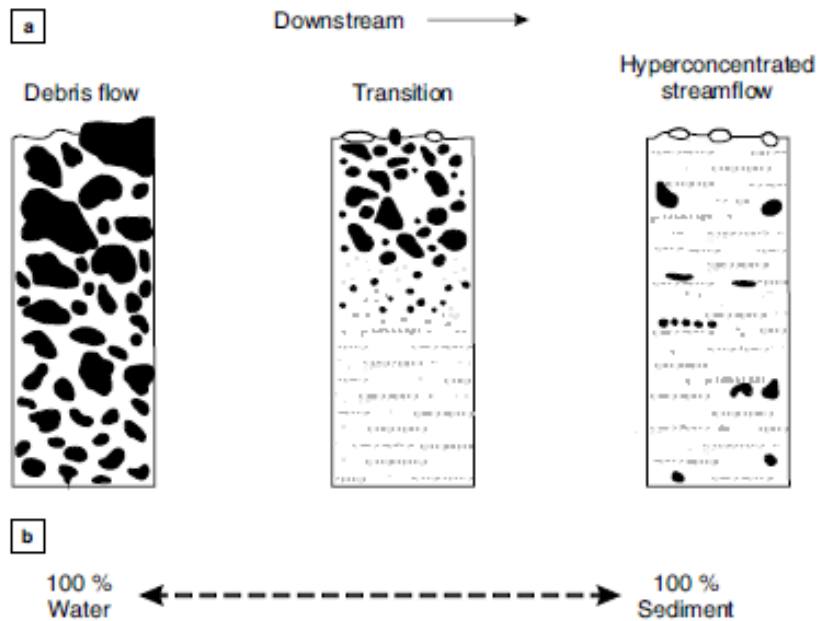 a
Downstream
Debris flow
Transition
Hyperconcentrated
streamflow
b
100 %
Water
100 %
Sediment